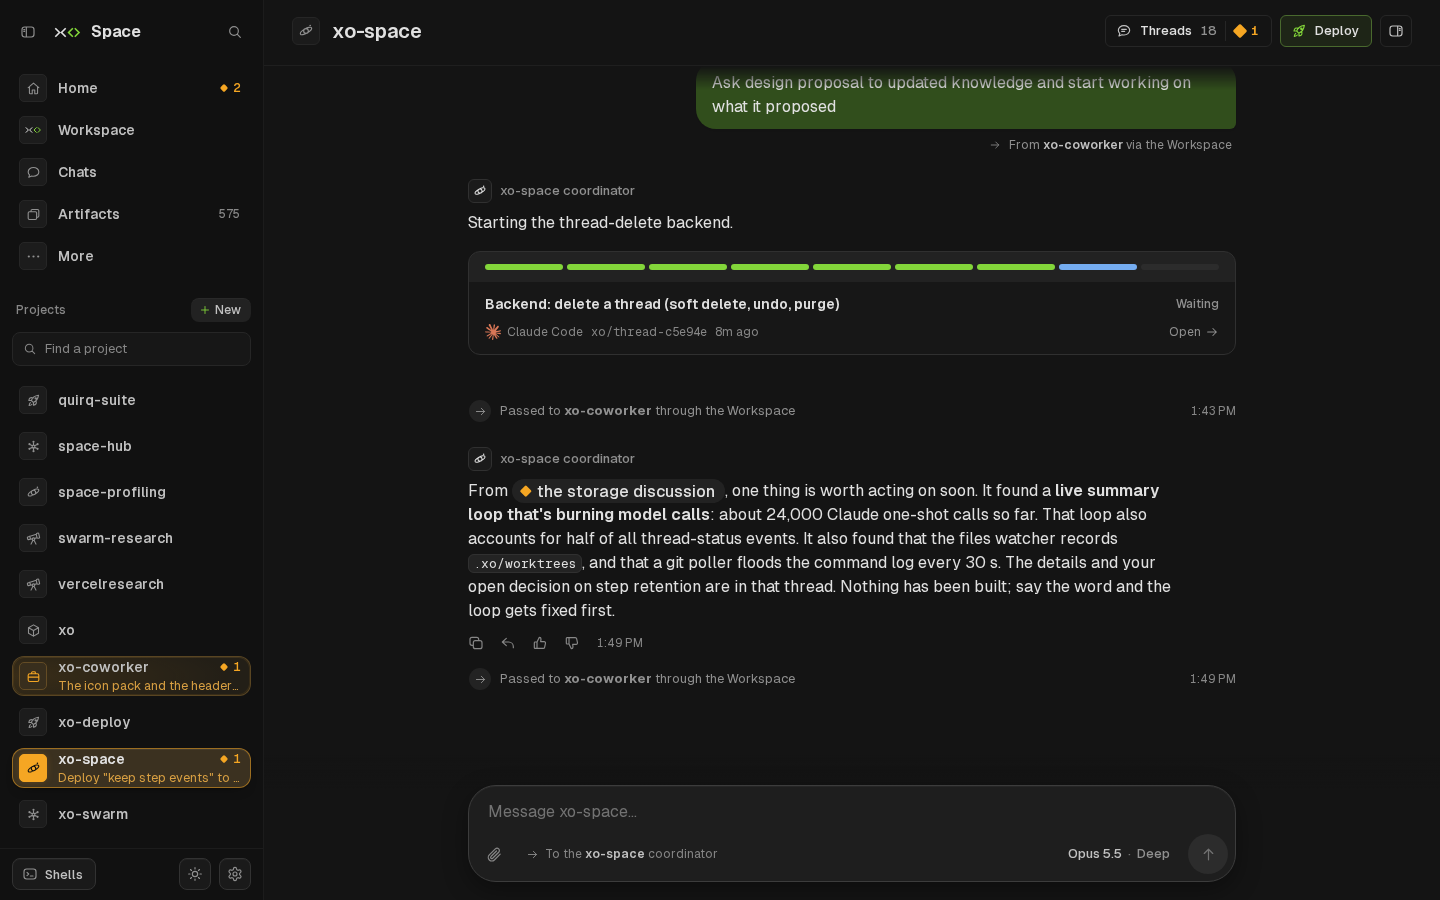 Space
Home
2
Workspace
Chats
Artifacts
575
More
Projects
New
Find a project
quirq-suite
space-hub
space-profiling
swarm-research
vercelresearch
xo
xo-coworker
1
The icon pack and the header...
xo-deploy
xo-space
1
Deploy "keep step events" to ...
xo-swarm
Shells
xo-space
Threads 18
1
Deploy
Ask design proposal to updated knowledge and start working on
what it proposed
→ From xo-coworker via the Workspace
xo-space coordinator
Starting the thread-delete backend.
Backend: delete a thread (soft delete, undo, purge)
Waiting
Claude Code xo/thread-c5e94e 8m ago
Open →
→ Passed to xo-coworker through the Workspace
1:43 PM
xo-space coordinator
From the storage discussion, one thing is worth acting on soon. It found a live summary
loop that's burning model calls: about 24,000 Claude one-shot calls so far. That loop also
accounts for half of all thread-status events. It also found that the files watcher records
.xo/worktrees, and that a git poller floods the command log every 30 s. The details and your
open decision on step retention are in that thread. Nothing has been built; say the word and the
loop gets fixed first.
1:49 PM
→ Passed to xo-coworker through the Workspace
1:49 PM
Message xo-space...
→ To the xo-space coordinator
Opus 5.5 · Deep